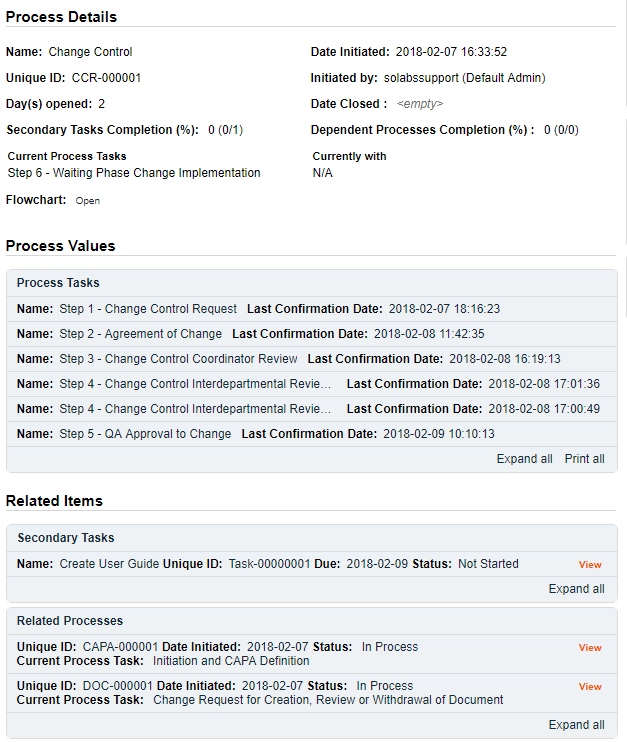 Process Details
Name: Change Control Date Initiated: 2018-02-07 16:33:52
Unique ID: CCR-000001 Initiated by: solabssupport (Default Admin)
Day(s) opened: 2 Date Closed : <empty>
Secondary Tasks Completion (%): 0 (0/1) Dependent Processes Completion (%) : 0 (0/0)
Current Process Tasks Currently with
Step 6 - Waiting Phase Change Implementation N/A
Flowchart: Open
Process Values
Process Tasks
Name: Step 1 - Change Control Request Last Confirmation Date: 2018-02-07 18:16:23
Name: Step 2 - Agreement of Change Last Confirmation Date: 2018-02-08 11:42:35
Name: Step 3 - Change Control Coordinator Review Last Confirmation Date: 2018-02-08 16:19:13
Name: Step 4 - Change Control Interdepartmental Revie... Last Confirmation Date: 2018-02-08 17:01:36
Name: Step 4 - Change Control Interdepartmental Revie... Last Confirmation Date: 2018-02-08 17:00:49
Name: Step 5 - QA Approval to Change Last Confirmation Date: 2018-02-09 10:10:13
Expand all Print all
Related Items
Secondary Tasks
Name: Create User Guide Unique ID: Task-00000001 Due: 2018-02-09 Status: Not Started View
Expand all
Related Processes
Unique ID: CAPA-000001 Date Initiated: 2018-02-07 Status: In Process View
Current Process Task: Initiation and CAPA Definition
Unique ID: DOC-000001 Date Initiated: 2018-02-07 Status: In Process View
Current Process Task: Change Request for Creation, Review or Withdrawal of Document
Expand all